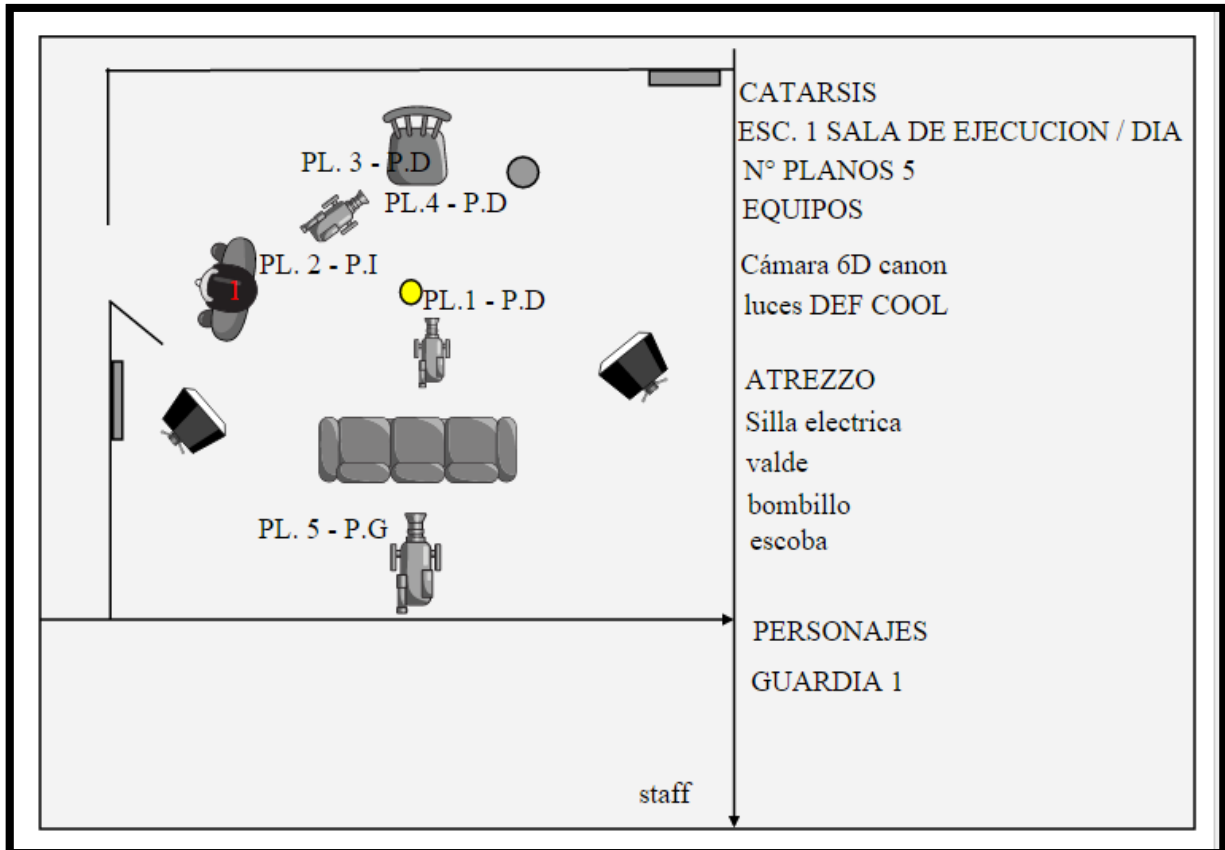 CATARSIS
ESC. 1 SALA DE EJECUCION / DIA
N° PLANOS 5
EQUIPOS
Cámara 6D canon
luces DEF COOL
ATREZZO
Silla electrica
valde
bombillo
escoba
PERSONAJES
GUARDIA 1
PL. 3 - P.D
PL.4 - P.D
PL. 2 - P.I
1
PL.1 - P.D
PL. 5 - P.G
staff